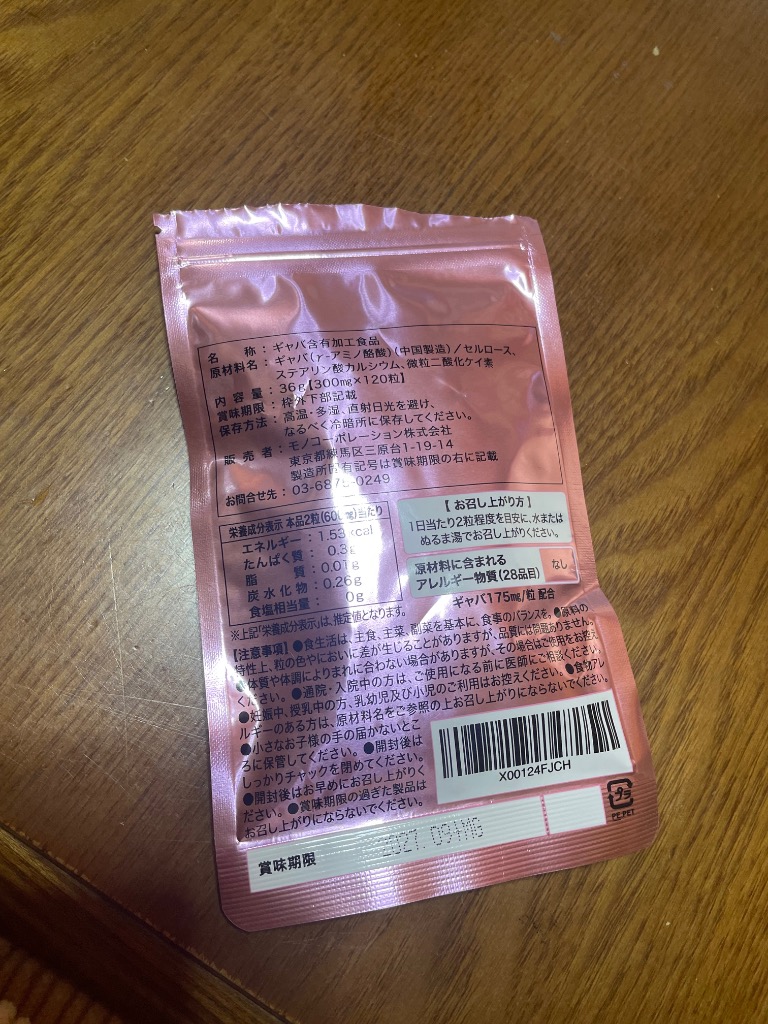 名 称：ギャバ含有加工食品
原材料名：ギャバ(γ-アミノ酪酸)(中国製造)／セルロース、
ステアリン酸カルシウム、微粒二酸化ケイ素
内 容 量：36g【300mg×120粒】
賞味期限：枠外下部記載
保存方法：高温・多湿、直射日光を避け、
なるべく冷暗所に保存してください。
販 売 者：モノコーポレーション株式会社
東京都練馬区三原台1-19-14
製造所固有記号は賞味期限の右に記載
お問合せ先：03-6875-0249
栄養成分表示 本品2粒(600mg)当たり
エネルギー：1.53kcal
たんぱく質：0.3g
脂 質：0.01g
炭水化物：0.26g
食塩相当量：0g
※上記「栄養成分表示」は、推定値となります。
【お召し上がり方】
1日当たり2粒程度を目安に、水または
ぬるま湯でお召し上がりください。
原材料に含まれる
アレルギー物質(28品目)
なし
ギャバ175mg/粒 配合
【注意事項】●食生活は、主食、主菜、副菜を基本に、食事のバランスを。●原料の
特性上、粒の色やにおいに差が生じることがありますが、品質には問題ありません。
●体質や体調によりまれに合わない場合がありますが、その場合はご使用をお控え
ください。●通院・入院中の方は、ご使用になる前に医師にご相談ください。
●妊娠中、授乳中の方、乳幼児及び小児のご利用はお控えください。●食物アレ
ルギーのある方は、原材料名をご参照の上お召し上がりにならないでください。
●小さなお子様の手の届かないとこ
ろに保管してください。●開封後は
しっかりチャックを閉めてください。
●開封後はお早めにお召し上がりく
ださい。●賞味期限の過ぎた製品は
お召し上がりにならないでください。
X00124FJCH
プラ
PE,PET
賞味期限
2027.09IMG